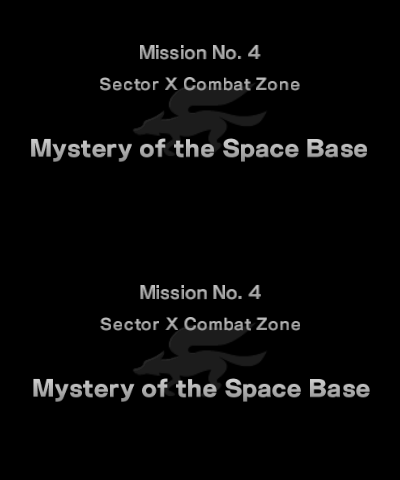 Mission No. 4
Sector X Combat Zone
Mystery of the Space Base
Mission No. 4
Sector X Combat Zone
Mystery of the Space Base